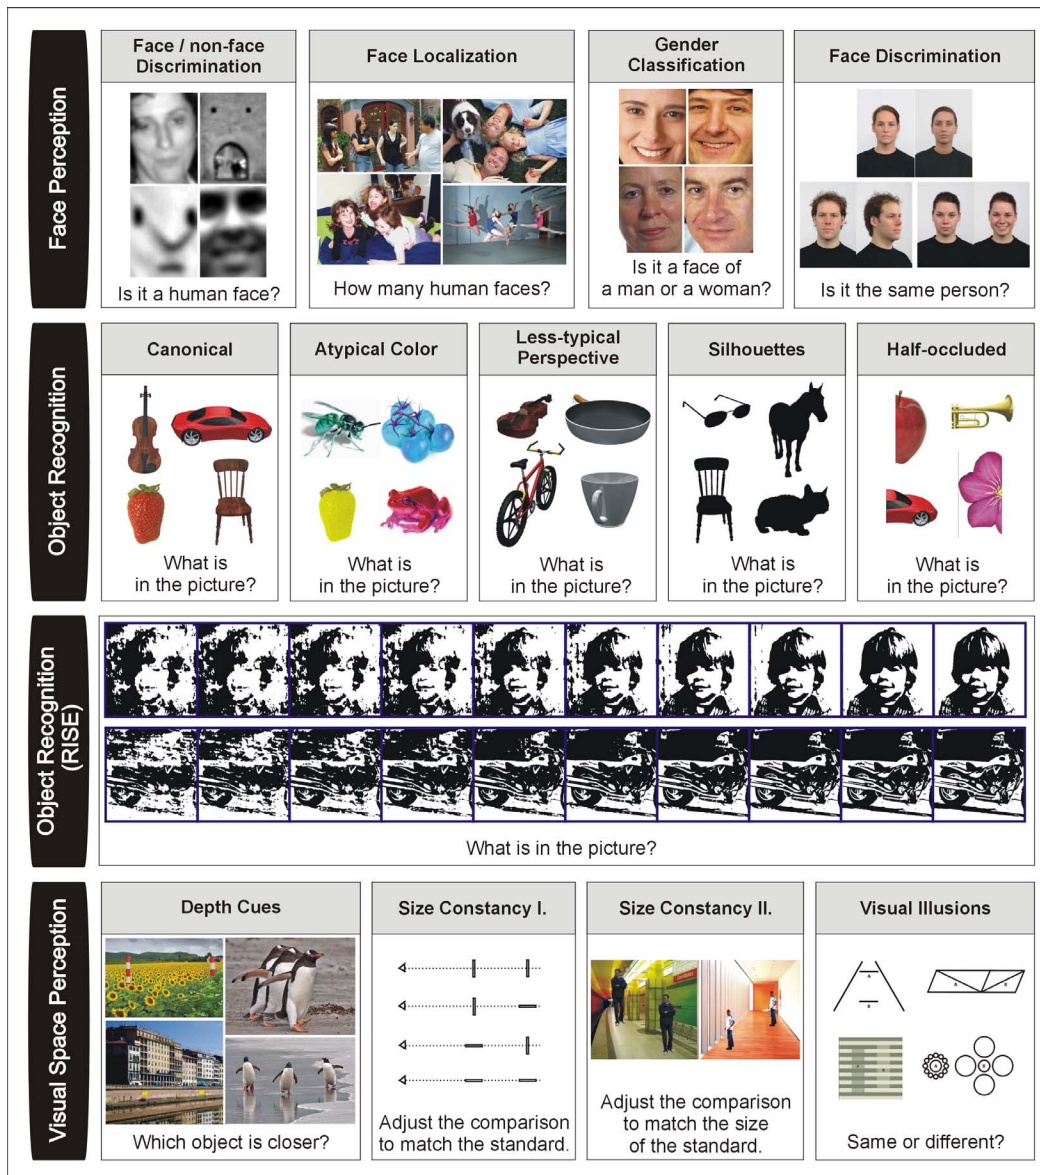 Face Perception
Face / non-face
Discrimination
Is it a human face?
Face Localization
How many human faces?
Gender
Classification
Is it a face of
a man or a woman?
Face Discrimination
Is it the same person?
Object Recognition
Canonical
What is
in the picture?
Atypical Color
What is
in the picture?
Less-typical
Perspective
What is
in the picture?
Silhouettes
What is
in the picture?
Half-occluded
What is
in the picture?
Object Recognition
(RISE)
What is in the picture?
Visual Space Perception
Depth Cues
Which object is closer?
Size Constancy I.
Adjust the comparison
to match the standard.
Size Constancy II.
Adjust the comparison
to match the size
of the standard.
Visual Illusions
A
B
A
B
Same or different?